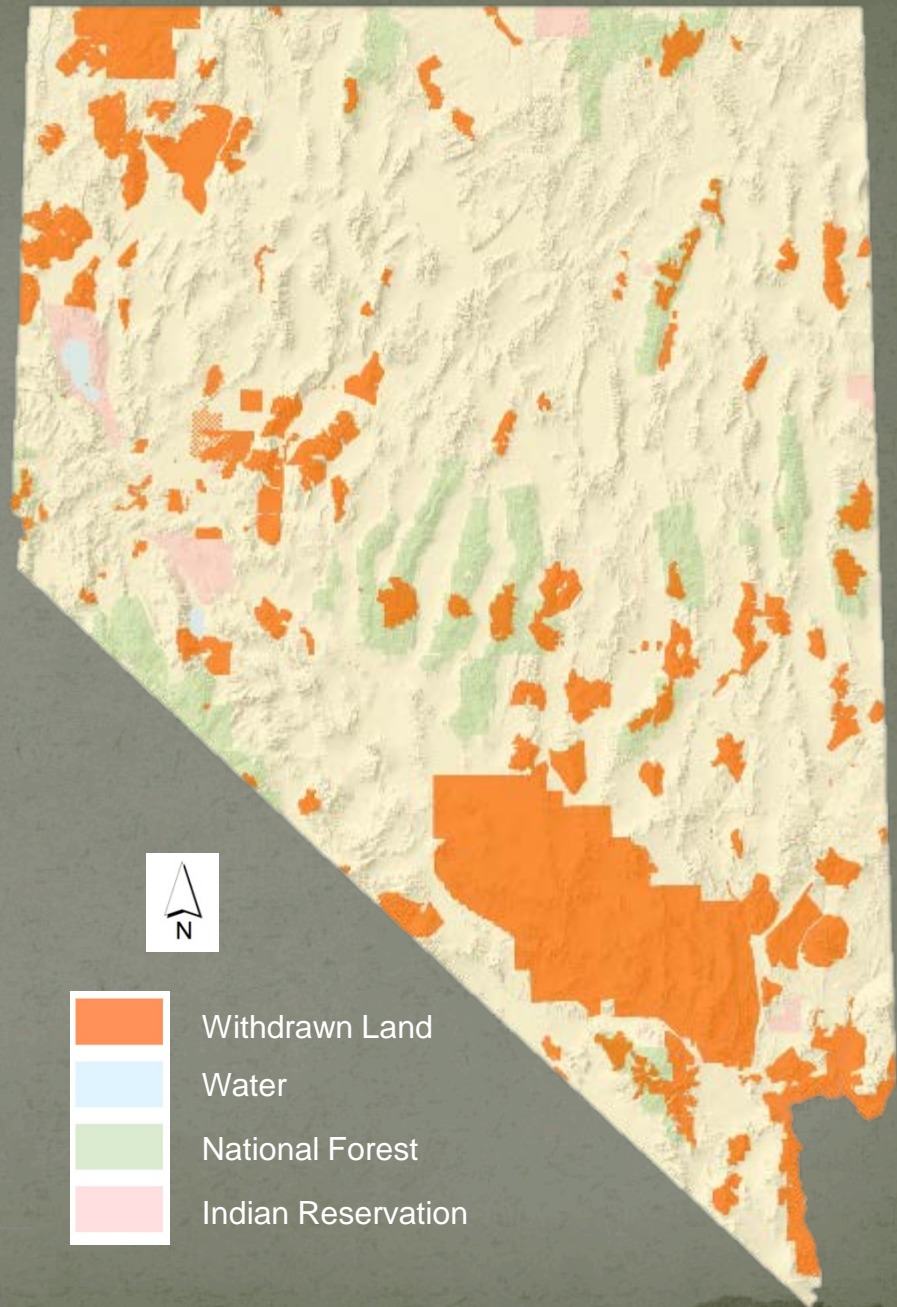 N
Withdrawn Land
Water
National Forest
Indian Reservation